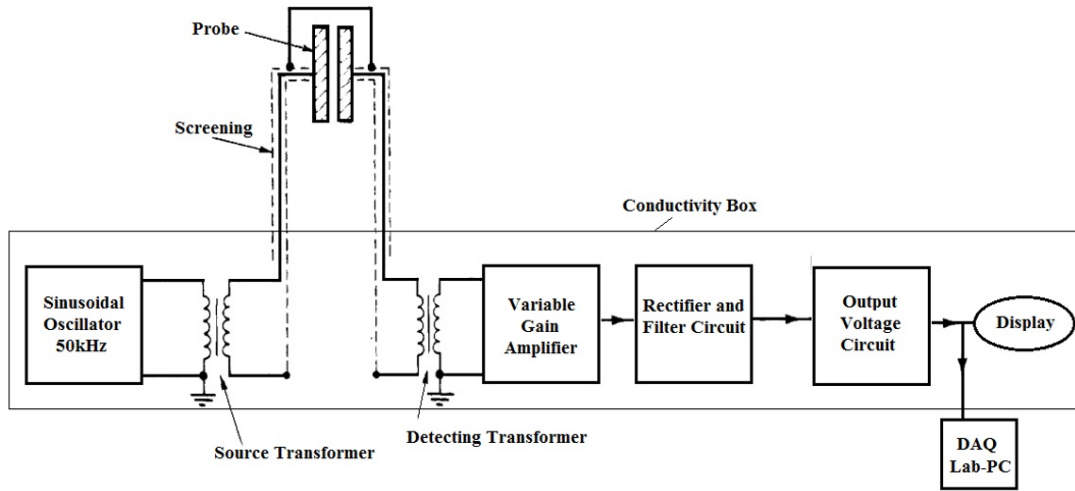 Probe
Screening
Conductivity Box
Sinusoidal
Oscillator
50kHz
Variable
Gain
Amplifier
Rectifier and
Filter Circuit
Output
Voltage
Circuit
Display
Source Transformer
Detecting Transformer
DAQ
Lab-PC